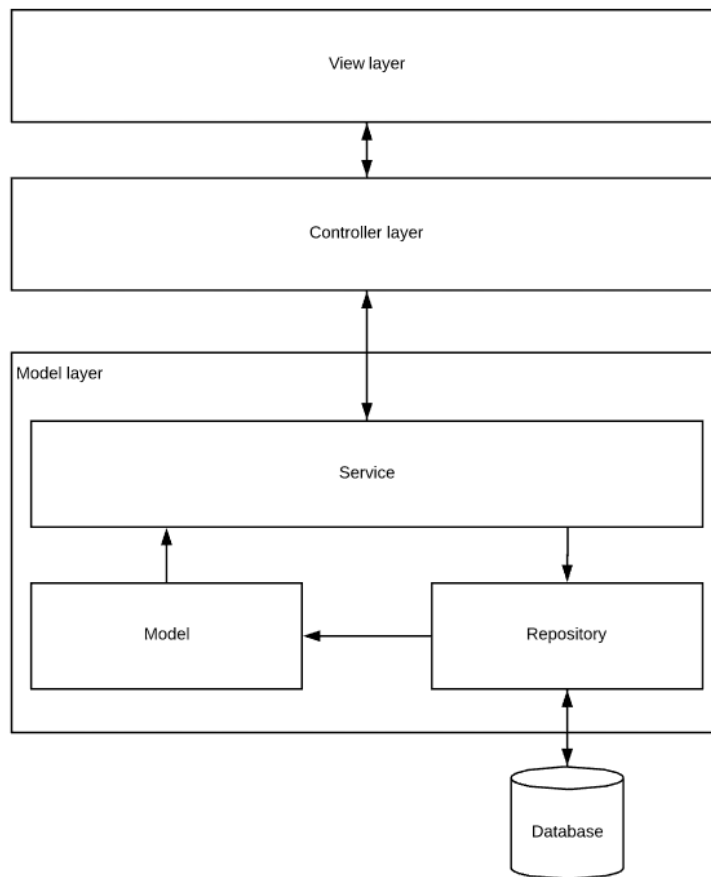 View layer
Controller layer
Model layer
Service
Model
Repository
Database